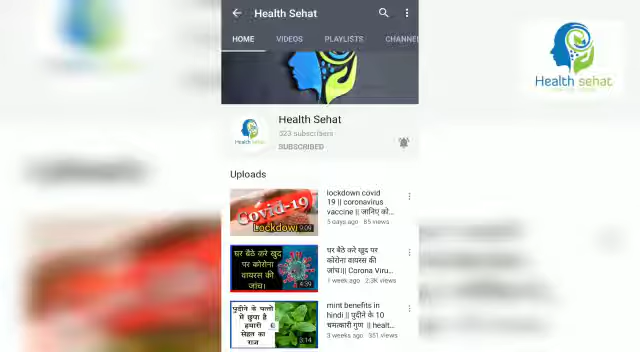 Health Sehat
HOME VIDEOS PLAYLISTS CHANNE
Health sehat
Health Sehat
323 subscribers
SUBSCRIBED
Uploads
Covid-19
Lockdown
9:09
lockdown covid
19 || coronavirus
vaccine || जानिए को...
5 days ago · 85 views
घर बैठे करे खुद
पर कोरोना
वायरस की
जांच।
4:39
घर बैठे करे खुद पर
कोरोना वायरस की
जांच।|| Corona Viru...
1 week ago · 2.3K views
पुदीने के पत्तो
में छुपा है
हमारी
सेहत का
राज
3:14
mint benefits in
hindi || पुदीने के 10
चमत्कारी गुण || healt...
3 weeks ago · 351 views